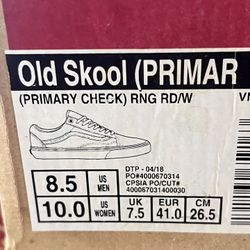 Old Skool (PRIMAR
(PRIMARY CHECK) RNG RD/W
DTP - 04/18
PO#4000670314
CPSIA PO/CUT#
400067031400030
8.5 US MEN
10.0 US WOMEN
UK EUR CM
7.5 41.0 26.5